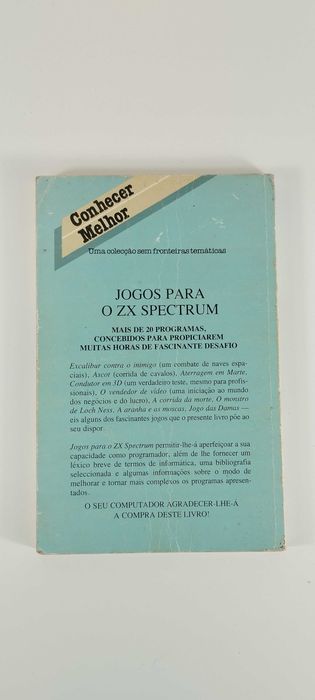 Conhecer
Melhor
Uma colecção sem fronteiras temáticas
JOGOS PARA
O ZX SPECTRUM
MAIS DE 20 PROGRAMAS,
CONCEBIDOS PARA PROPICIAREM
MUITAS HORAS DE FASCINANTE DESAFIO
Excalibur contra o inimigo (um combate de naves espa-
ciais), Ascot (corrida de cavalos), Aterragem em Marte,
Condutor em 3D (um verdadeiro teste, mesmo para profis-
sionais), O vendedor de vídeo (uma iniciação ao mundo
dos negócios e do lucro), A corrida da morte, O monstro
de Loch Ness, A aranha e as moscas, Jogo das Damas —
eis alguns dos fascinantes jogos que o presente livro põe ao
seu dispor.
Jogos para o ZX Spectrum permitir-lhe-á aperfeiçoar a sua
capacidade como programador, além de lhe fornecer um
léxico breve de termos de informática, uma bibliografia
seleccionada e algumas informações sobre o modo de
melhorar e tornar mais complexos os programas apresen-
tados.
O SEU COMPUTADOR AGRADECER-LHE-Á
A COMPRA DESTE LIVRO!